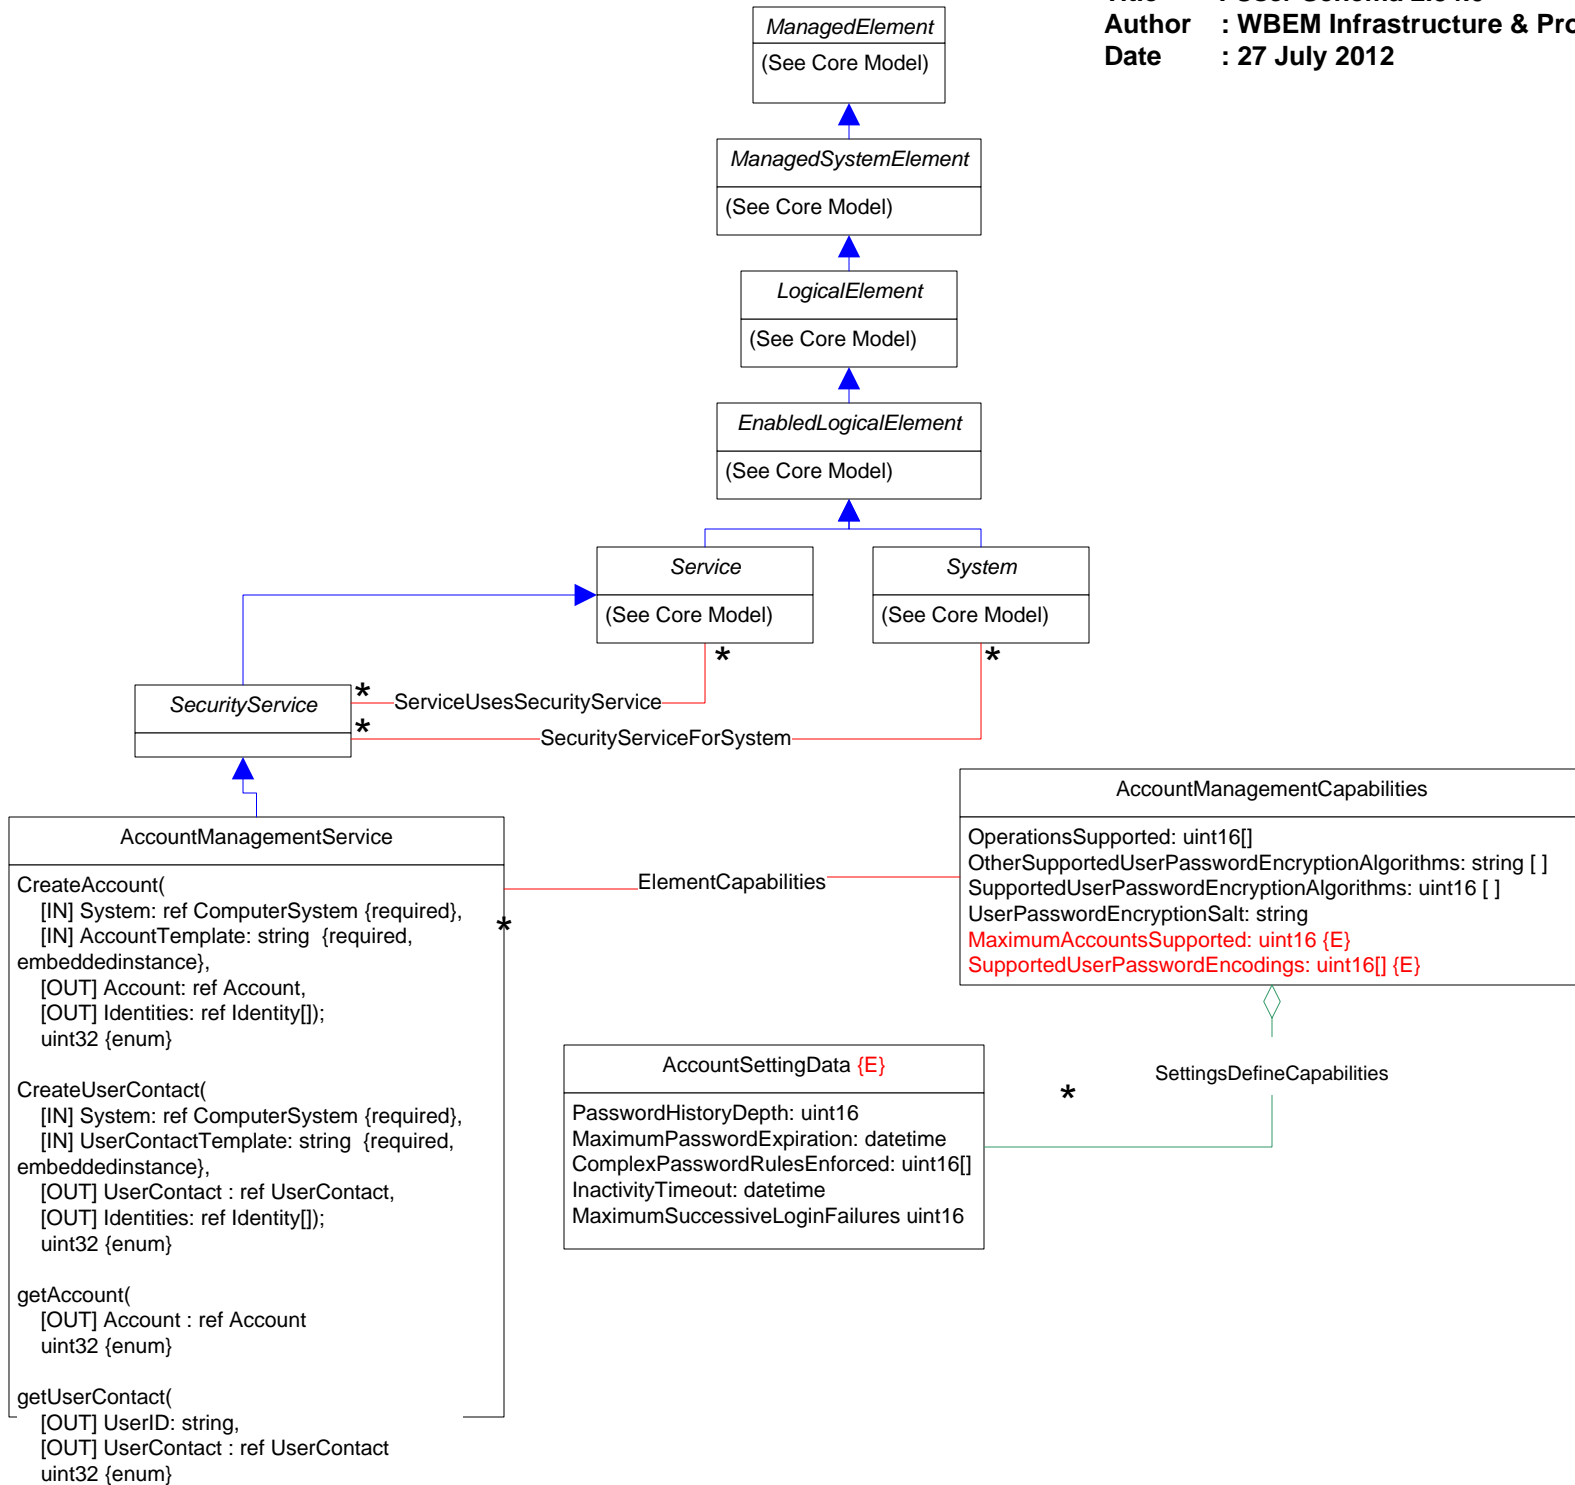 Author : WBEM Infrastructure & Pro
Date : 27 July 2012
ManagedElement
(See Core Model)
ManagedSystemElement
(See Core Model)
LogicalElement
(See Core Model)
EnabledLogicalElement
(See Core Model)
Service
(See Core Model)
System
(See Core Model)
*
*
SecurityService
*
ServiceUsesSecurityService
*
SecurityServiceForSystem
AccountManagementService
CreateAccount(
[IN] System: ref ComputerSystem {required},
[IN] AccountTemplate: string {required,
embeddedinstance},
[OUT] Account: ref Account,
[OUT] Identities: ref Identity[]);
uint32 {enum}
CreateUserContact(
[IN] System: ref ComputerSystem {required},
[IN] UserContactTemplate: string {required,
embeddedinstance},
[OUT] UserContact : ref UserContact,
[OUT] Identities: ref Identity[]);
uint32 {enum}
getAccount(
[OUT] Account : ref Account
uint32 {enum}
getUserContact(
[OUT] UserID: string,
[OUT] UserContact : ref UserContact
uint32 {enum}
ElementCapabilities
*
AccountManagementCapabilities
OperationsSupported: uint16[]
OtherSupportedUserPasswordEncryptionAlgorithms: string [ ]
SupportedUserPasswordEncryptionAlgorithms: uint16 [ ]
UserPasswordEncryptionSalt: string
MaximumAccountsSupported: uint16 {E}
SupportedUserPasswordEncodings: uint16[] {E}
SettingsDefineCapabilities
*
AccountSettingData {E}
PasswordHistoryDepth: uint16
MaximumPasswordExpiration: datetime
ComplexPasswordRulesEnforced: uint16[]
InactivityTimeout: datetime
MaximumSuccessiveLoginFailures uint16